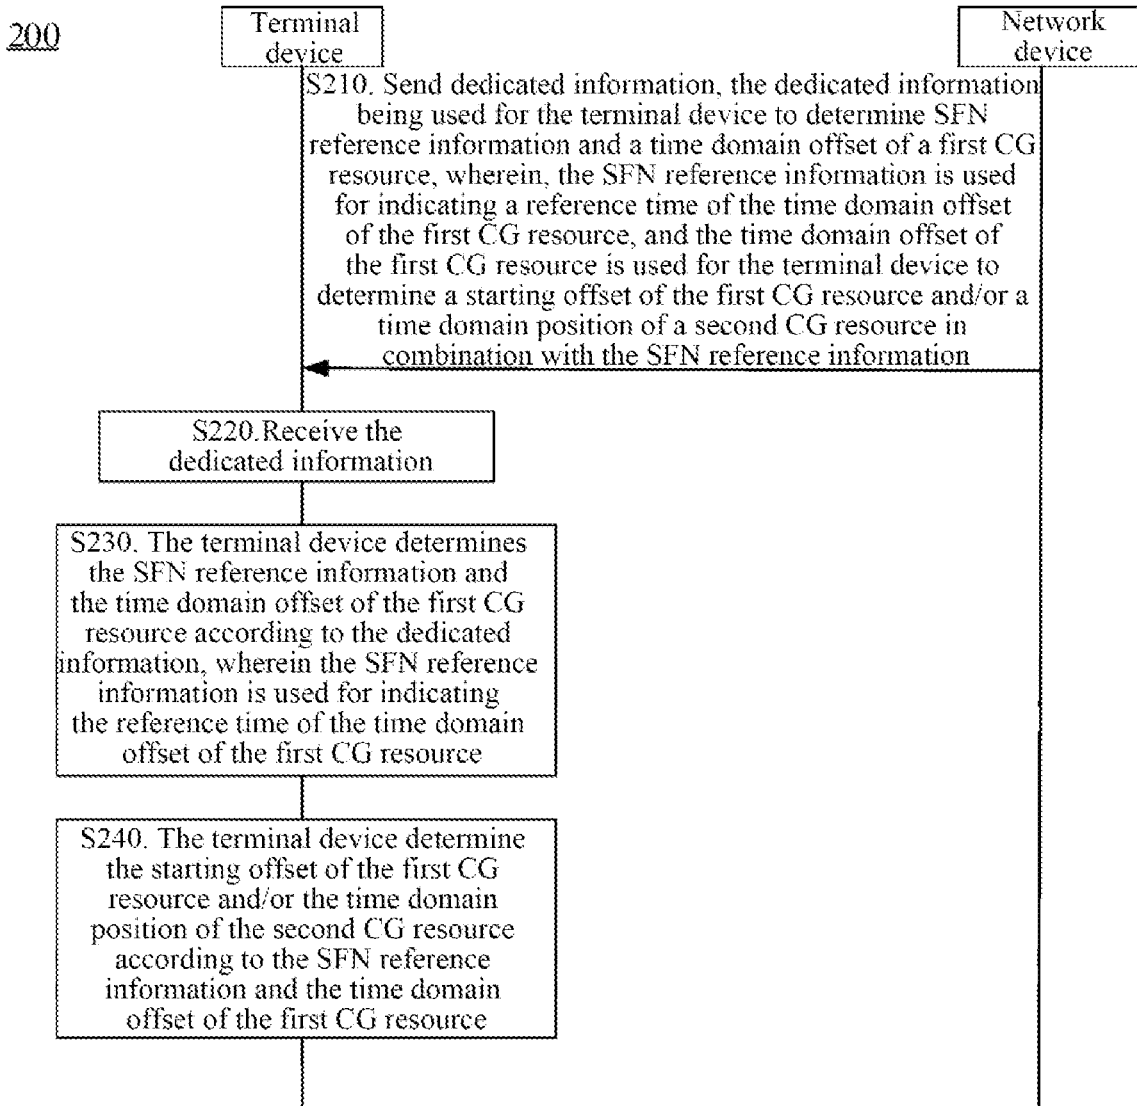 200
Terminal
device
Network
device
S210. Send dedicated information, the dedicated information
being used for the terminal device to determine SFN
reference information and a time domain offset of a first CG
resource, wherein, the SFN reference information is used
for indicating a reference time of the time domain offset
of the first CG resource, and the time domain offset of
the first CG resource is used for the terminal device to
determine a starting offset of the first CG resource and/or a
time domain position of a second CG resource in
combination with the SFN reference information
S220.Receive the
dedicated information
S230. The terminal device determines
the SFN reference information and
the time domain offset of the first CG
resource according to the dedicated
information, wherein the SFN reference
information is used for indicating
the reference time of the time domain
offset of the first CG resource
S240. The terminal device determine
the starting offset of the first CG
resource and/or the time domain
position of the second CG resource
according to the SFN reference
information and the time domain
offset of the first CG resource